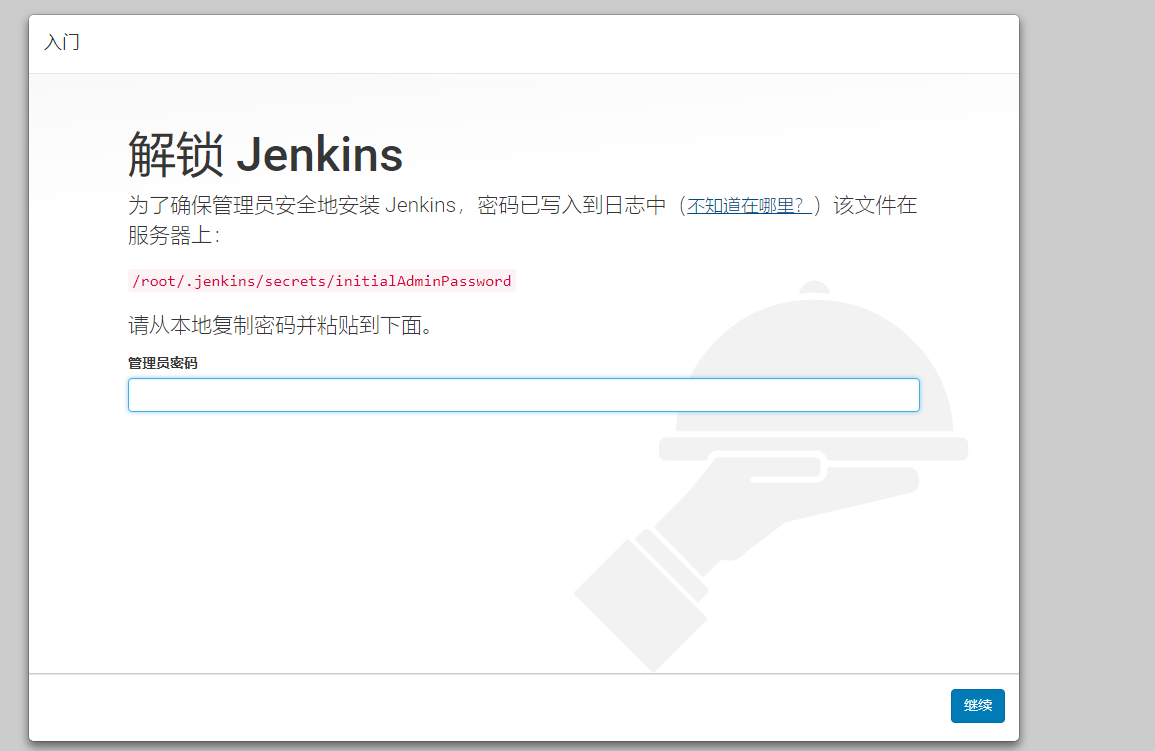 入门
解锁 Jenkins
为了确保管理员安全地安装 Jenkins，密码已写入到日志中（不知道在哪里？）该文件在
服务器上：
/root/.jenkins/secrets/initialAdminPassword
请从本地复制密码并粘贴到下面。
管理员密码
继续